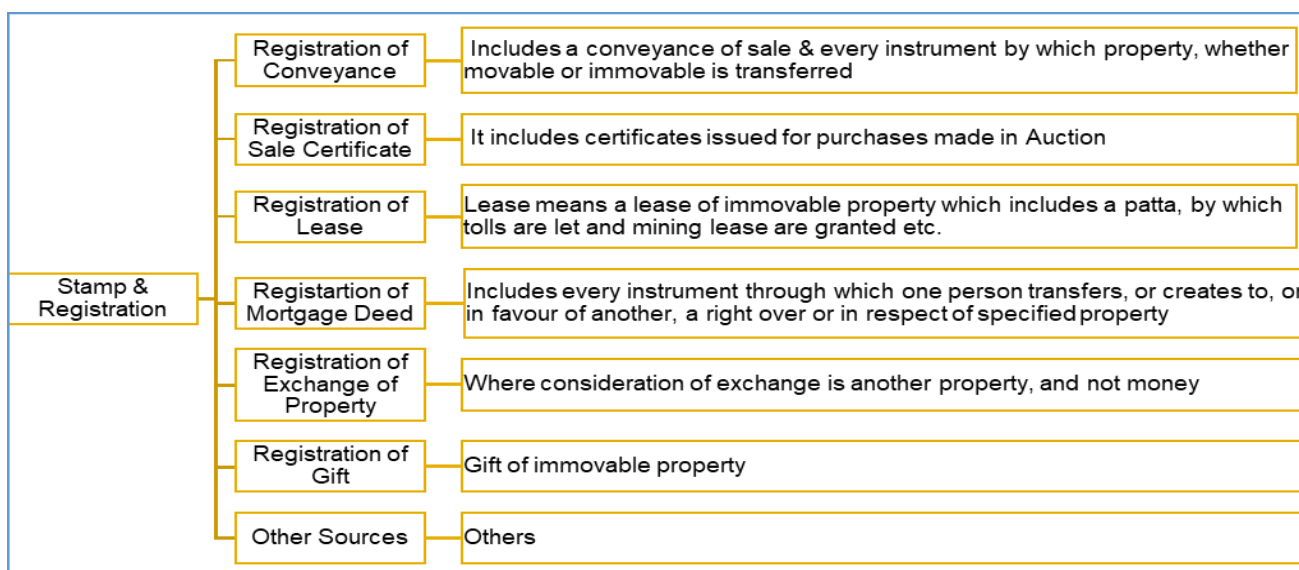 Stamp &
Registration
Registration of
Conveyance
Includes a conveyance of sale & every instrument by which property, whether
movable or immovable is transferred
Registration of
Sale Certificate
It includes certificates issued for purchases made in Auction
Registration of
Lease
Lease means a lease of immovable property which includes a patta, by which
tolls are let and mining lease are granted etc.
Registartion of
Mortgage Deed
Includes every instrument through which one person transfers, or creates to, or
in favour of another, a right over or in respect of specified property
Registration of
Exchange of
Property
Where consideration of exchange is another property, and not money
Registration of
Gift
Gift of immovable property
Other Sources
Others